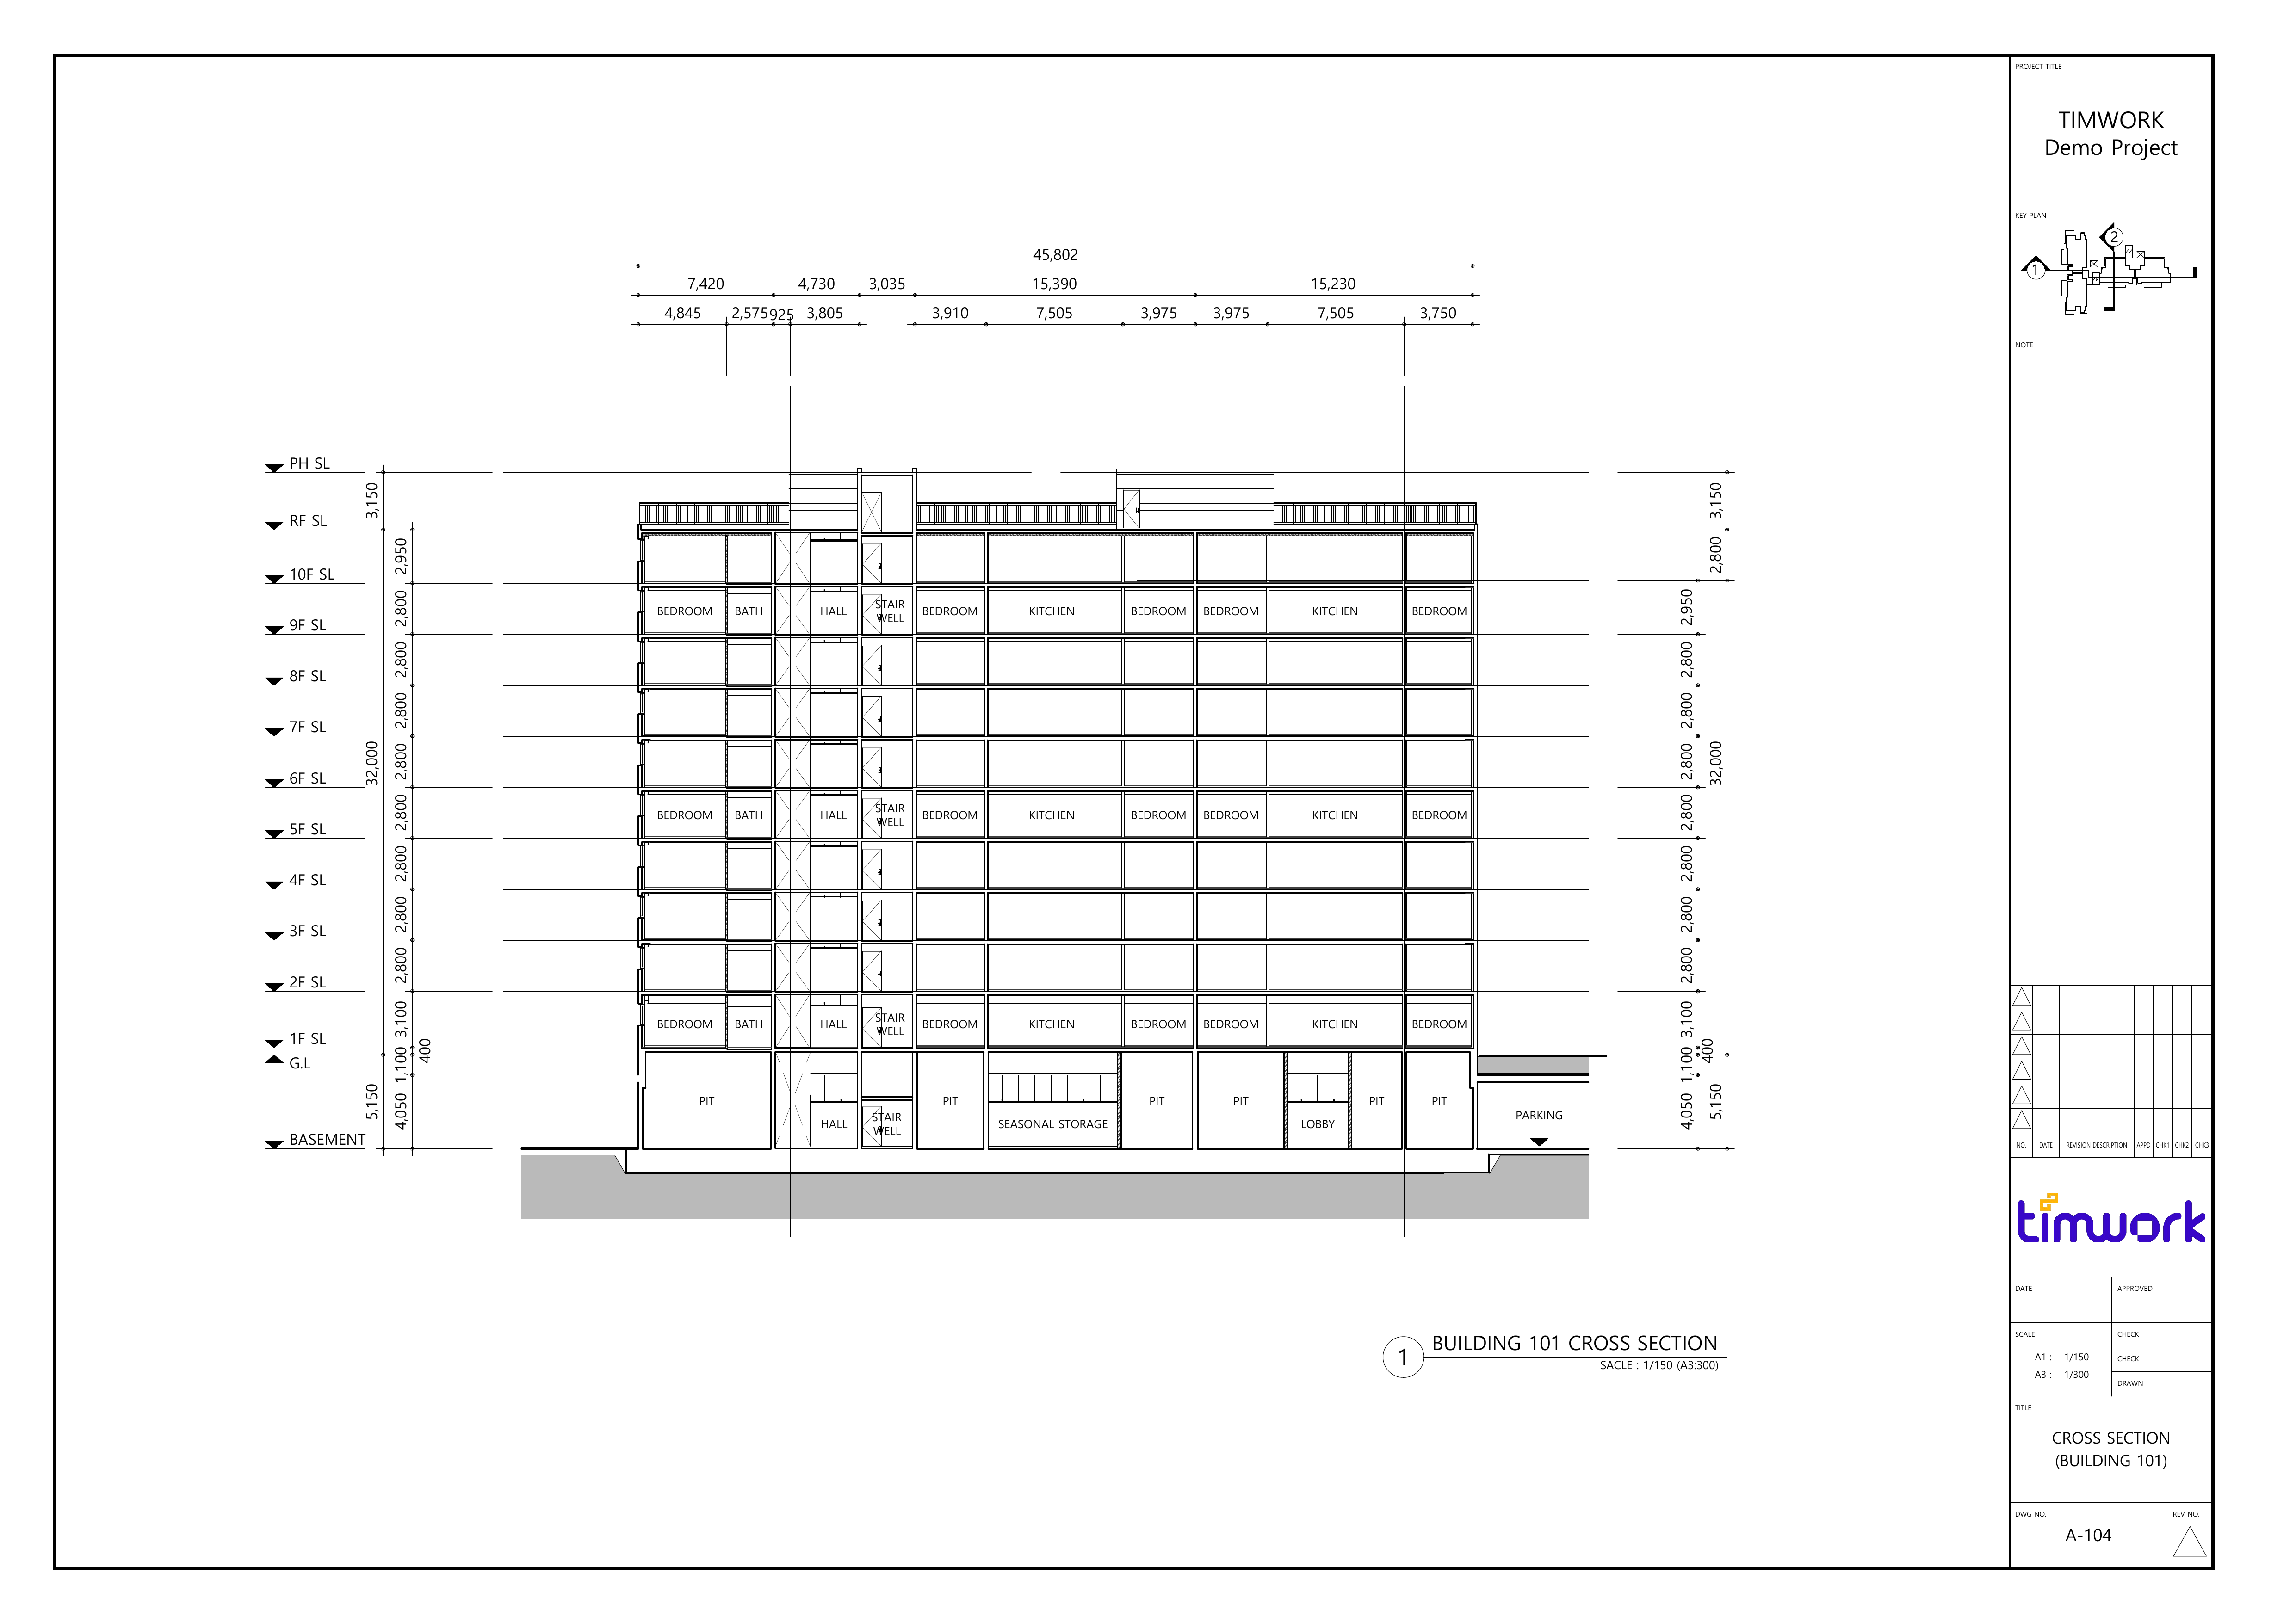 PROJECT TITLE
TIMWORK
Demo Project
KEY PLAN
1
2
NOTE
45,802
7,420 4,730 3,035 15,390 15,230
4,845 2,575 925 3,805 3,910 7,505 3,975 3,975 7,505 3,750
PH SL
RF SL
10F SL
9F SL
8F SL
7F SL
6F SL
5F SL
4F SL
3F SL
2F SL
1F SL
G.L
BASEMENT
3,150
32,000
5,150
2,950
2,800
2,800
2,800
2,800
2,800
2,800
2,800
2,800
3,100
400
1,100
4,050
BEDROOM BATH HALL STAIR WELL BEDROOM KITCHEN BEDROOM BEDROOM KITCHEN BEDROOM
BEDROOM BATH HALL STAIR WELL BEDROOM KITCHEN BEDROOM BEDROOM KITCHEN BEDROOM
BEDROOM BATH HALL STAIR WELL BEDROOM KITCHEN BEDROOM BEDROOM KITCHEN BEDROOM
PIT HALL STAIR WELL PIT SEASONAL STORAGE PIT PIT LOBBY PIT PIT PARKING
2,950
2,800
2,800
2,800
2,800
2,800
2,800
2,800
3,100
400
1,100
4,050
3,150
2,800
32,000
5,150
1
BUILDING 101 CROSS SECTION
SACLE : 1/150 (A3:300)
NO. DATE REVISION DESCRIPTION APPD CHK1 CHK2 CHK3
timwork
DATE APPROVED
SCALE CHECK
A1 : 1/150 CHECK
A3 : 1/300
DRAWN
TITLE
CROSS SECTION
(BUILDING 101)
DWG NO. REV NO.
A-104